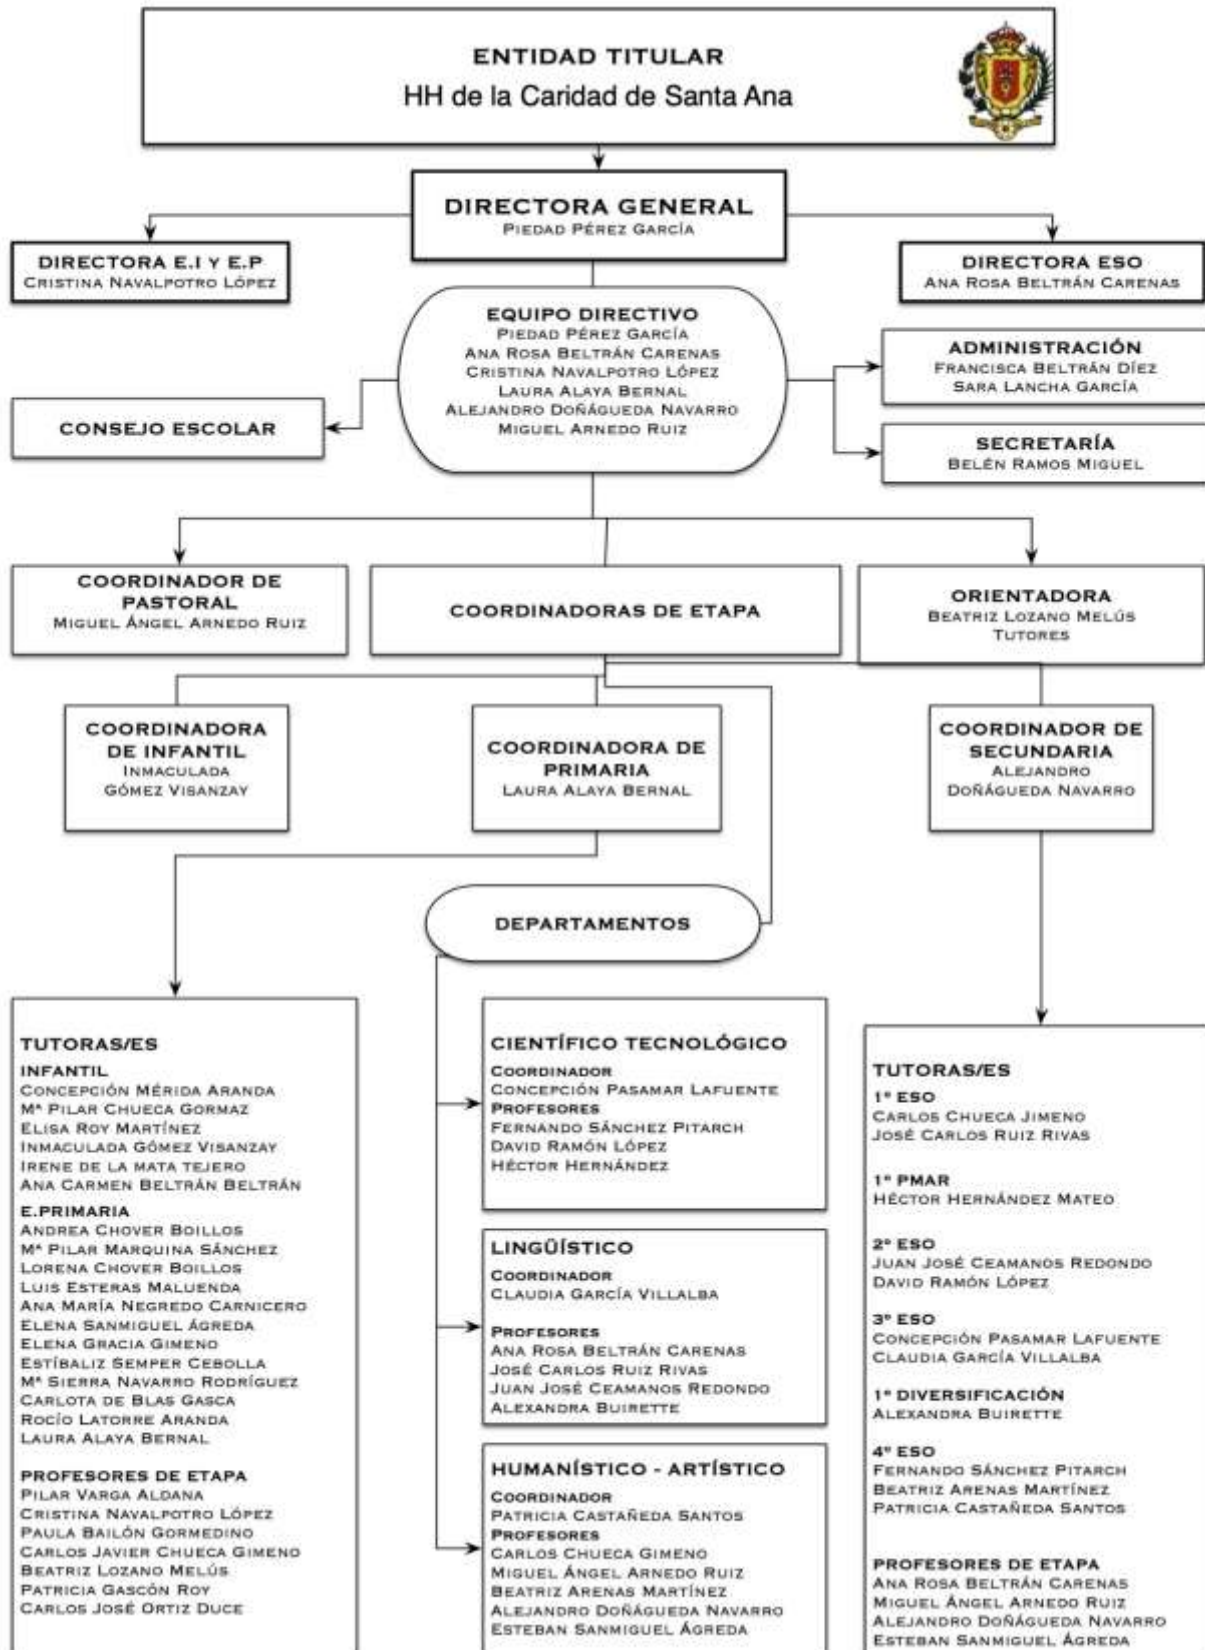 ENTIDAD TITULAR
HH de la Caridad de Santa Ana
DIRECTORA GENERAL
PIEDAD PÉREZ GARCÍA
DIRECTORA E.I Y E.P
CRISTINA NAVALPOTRO LÓPEZ
DIRECTORA ESO
ANA ROSA BELTRÁN CARENAS
EQUIPO DIRECTIVO
PIEDAD PÉREZ GARCÍA
ANA ROSA BELTRÁN CARENAS
CRISTINA NAVALPOTRO LÓPEZ
LAURA ALAYA BERNAL
ALEJANDRO DOÑÁGUEDA NAVARRO
MIGUEL ARNEDO RUIZ
ADMINISTRACIÓN
FRANCISCA BELTRÁN DÍEZ
SARA LANCHA GARCÍA
CONSEJO ESCOLAR
SECRETARÍA
BELÉN RAMOS MIGUEL
COORDINADOR DE
PASTORAL
MIGUEL ÁNGEL ARNEDO RUIZ
COORDINADORAS DE ETAPA
ORIENTADORA
BEATRIZ LOZANO MELÚS
TUTORES
COORDINADORA
DE INFANTIL
INMACULADA
GÓMEZ VISANZAY
COORDINADORA DE
PRIMARIA
LAURA ALAYA BERNAL
COORDINADOR DE
SECUNDARIA
ALEJANDRO
DOÑÁGUEDA NAVARRO
DEPARTAMENTOS
TUTORAS/ES
INFANTIL
CONCEPCIÓN MÉRIDA ARANDA
Mª PILAR CHUECA GORMAZ
ELISA ROY MARTÍNEZ
INMACULADA GÓMEZ VISANZAY
IRENE DE LA MATA TEJERO
ANA CARMEN BELTRÁN BELTRÁN
E.PRIMARIA
ANDREA CHOVER BOILLOS
Mª PILAR MARQUINA SÁNCHEZ
LORENA CHOVER BOILLOS
LUIS ESTERAS MALUENDA
ANA MARÍA NEGREDO CARNICERO
ELENA SANMIGUEL ÁGREDA
ELENA GRACIA GIMENO
ESTÍBALIZ SEMPER CEBOLLA
Mª SIERRA NAVARRO RODRÍGUEZ
CARLOTA DE BLAS GASCA
ROCÍO LATORRE ARANDA
LAURA ALAYA BERNAL
PROFESORES DE ETAPA
PILAR VARGA ALDANA
CRISTINA NAVALPOTRO LÓPEZ
PAULA BAILÓN GORMEDINO
CARLOS JAVIER CHUECA GIMENO
BEATRIZ LOZANO MELÚS
PATRICIA GASCÓN ROY
CARLOS JOSÉ ORTIZ DUCE
CIENTÍFICO TECNOLÓGICO
COORDINADOR
CONCEPCIÓN PASAMAR LAFUENTE
PROFESORES
FERNANDO SÁNCHEZ PITARCH
DAVID RAMÓN LÓPEZ
HÉCTOR HERNÁNDEZ
LINGÜÍSTICO
COORDINADOR
CLAUDIA GARCÍA VILLALBA
PROFESORES
ANA ROSA BELTRÁN CARENAS
JOSÉ CARLOS RUIZ RIVAS
JUAN JOSÉ CEAMANOS REDONDO
ALEXANDRA BUIRETTE
HUMANÍSTICO - ARTÍSTICO
COORDINADOR
PATRICIA CASTAÑEDA SANTOS
PROFESORES
CARLOS CHUECA GIMENO
MIGUEL ÁNGEL ARNEDO RUIZ
BEATRIZ ARENAS MARTÍNEZ
ALEJANDRO DOÑÁGUEDA NAVARRO
ESTEBAN SANMIGUEL ÁGREDA
TUTORAS/ES
1º ESO
CARLOS CHUECA JIMENO
JOSÉ CARLOS RUIZ RIVAS
1º PMAR
HÉCTOR HERNÁNDEZ MATEO
2º ESO
JUAN JOSÉ CEAMANOS REDONDO
DAVID RAMÓN LÓPEZ
3º ESO
CONCEPCIÓN PASAMAR LAFUENTE
CLAUDIA GARCÍA VILLALBA
1º DIVERSIFICACIÓN
ALEXANDRA BUIRETTE
4º ESO
FERNANDO SÁNCHEZ PITARCH
BEATRIZ ARENAS MARTÍNEZ
PATRICIA CASTAÑEDA SANTOS
PROFESORES DE ETAPA
ANA ROSA BELTRÁN CARENAS
MIGUEL ÁNGEL ARNEDO RUIZ
ALEJANDRO DOÑÁGUEDA NAVARRO
ESTEBAN SANMIGUEL ÁGREDA